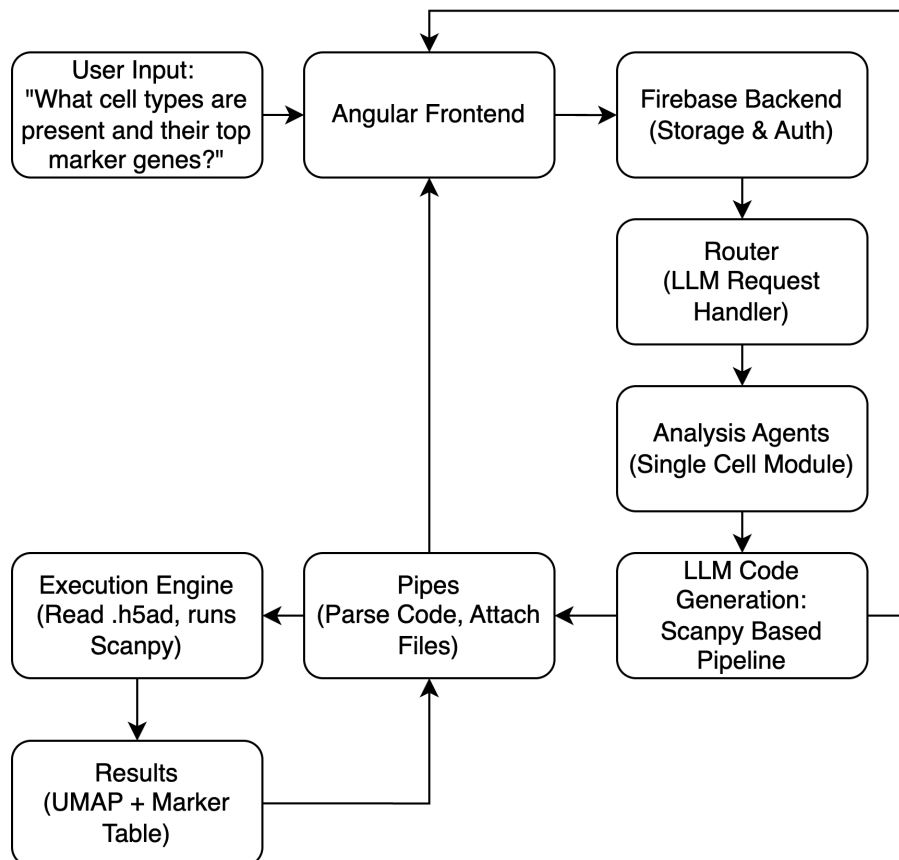 User Input:
"What cell types are
present and their top
marker genes?"
Angular Frontend
Firebase Backend
(Storage & Auth)
Router
(LLM Request
Handler)
Analysis Agents
(Single Cell Module)
LLM Code
Generation:
Scanpy Based
Pipeline
Pipes
(Parse Code, Attach
Files)
Execution Engine
(Read .h5ad, runs
Scanpy)
Results
(UMAP + Marker
Table)